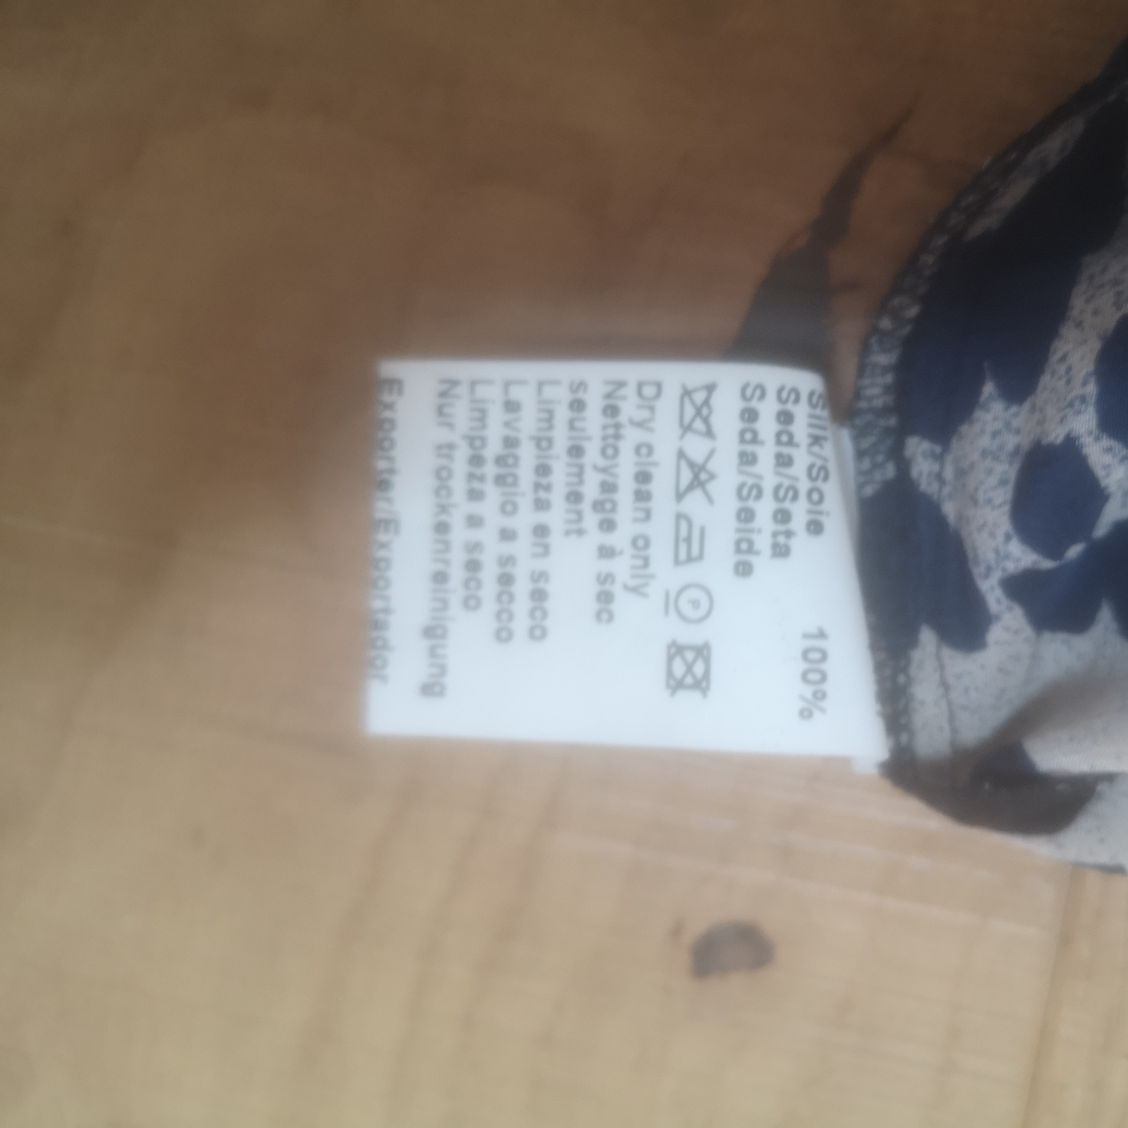 Silk/Soie 100%
Seda/Seta
Seda/Seide
P
Dry clean only
Nettoyage à sec
seulement
Limpieza en seco
Lavaggio a secco
Limpeza a seco
Nur trockenreinigung
Exporter/Exportador